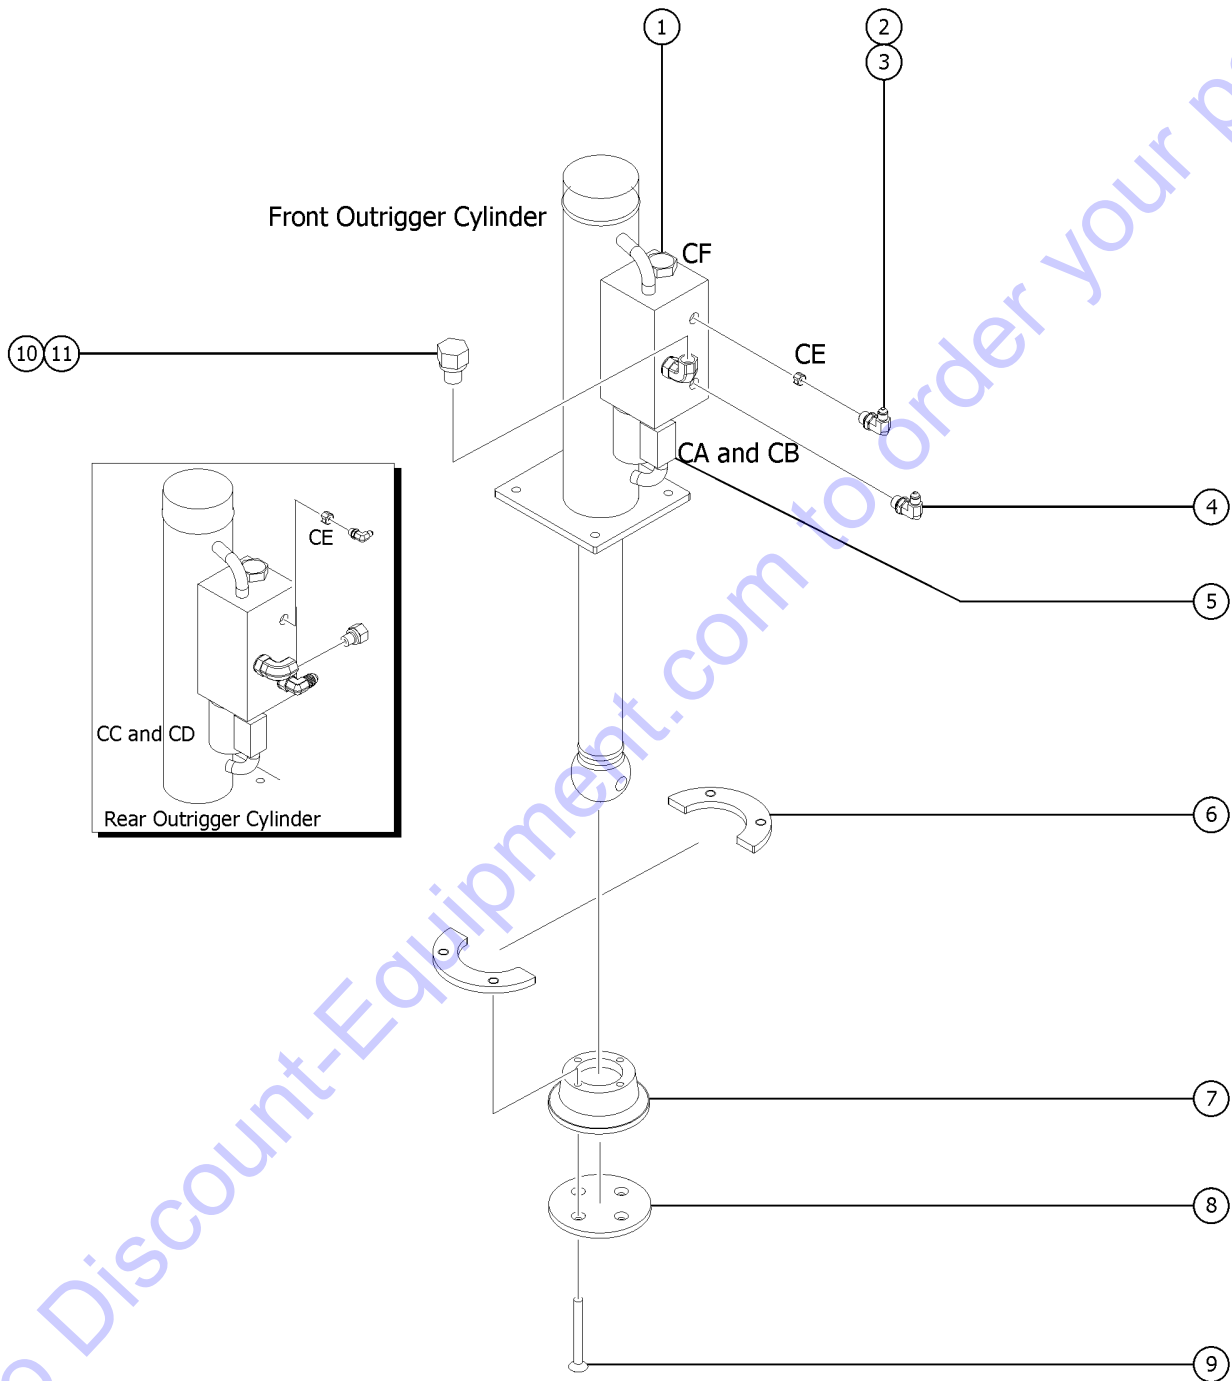 1
2
3
Front Outrigger Cylinder
CF
10 11
CE
CA and CB
4
CE
5
CC and CD
Rear Outrigger Cylinder
6
7
8
9
Discount-Equipment.com to order your